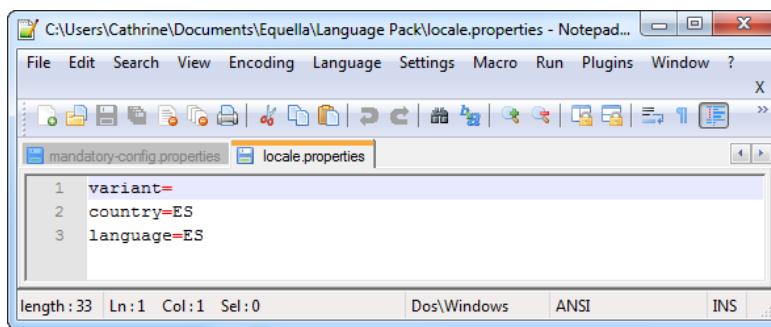 C:\Users\Cathrine\Documents\Equella\Language Pack\locale.properties - Notepad...
File Edit Search View Encoding Language Settings Macro Run Plugins Window ?
X
mandatory-config.properties locale.properties
1 variant=
2 country=ES
3 language=ES
length : 33 Ln : 1 Col : 1 Sel : 0 Dos\Windows ANSI INS